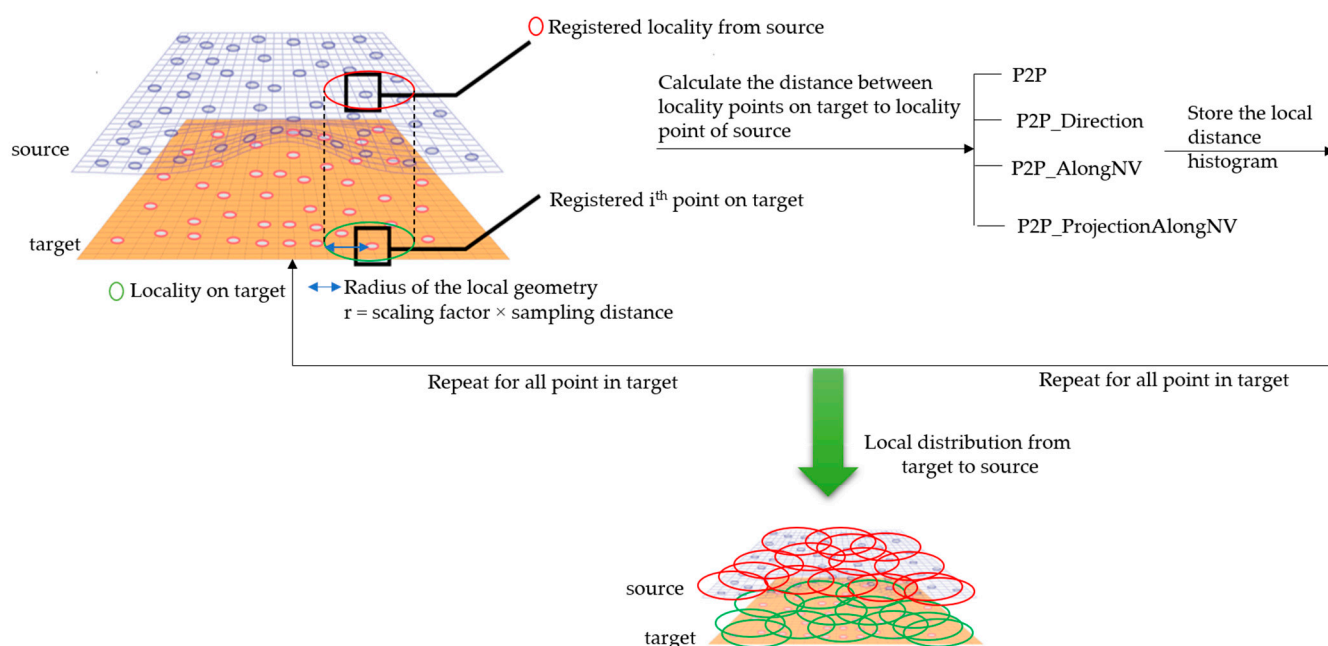 Registered locality from source
Calculate the distance between
locality points on target to locality
point of source
P2P
P2P_Direction
P2P_AlongNV
P2P_ProjectionAlongNV
Store the local
distance
histogram
source
Registered iᵗʰ point on target
target
Locality on target
Radius of the local geometry
r = scaling factor × sampling distance
Repeat for all point in target
Repeat for all point in target
Local distribution from
target to source
source
target